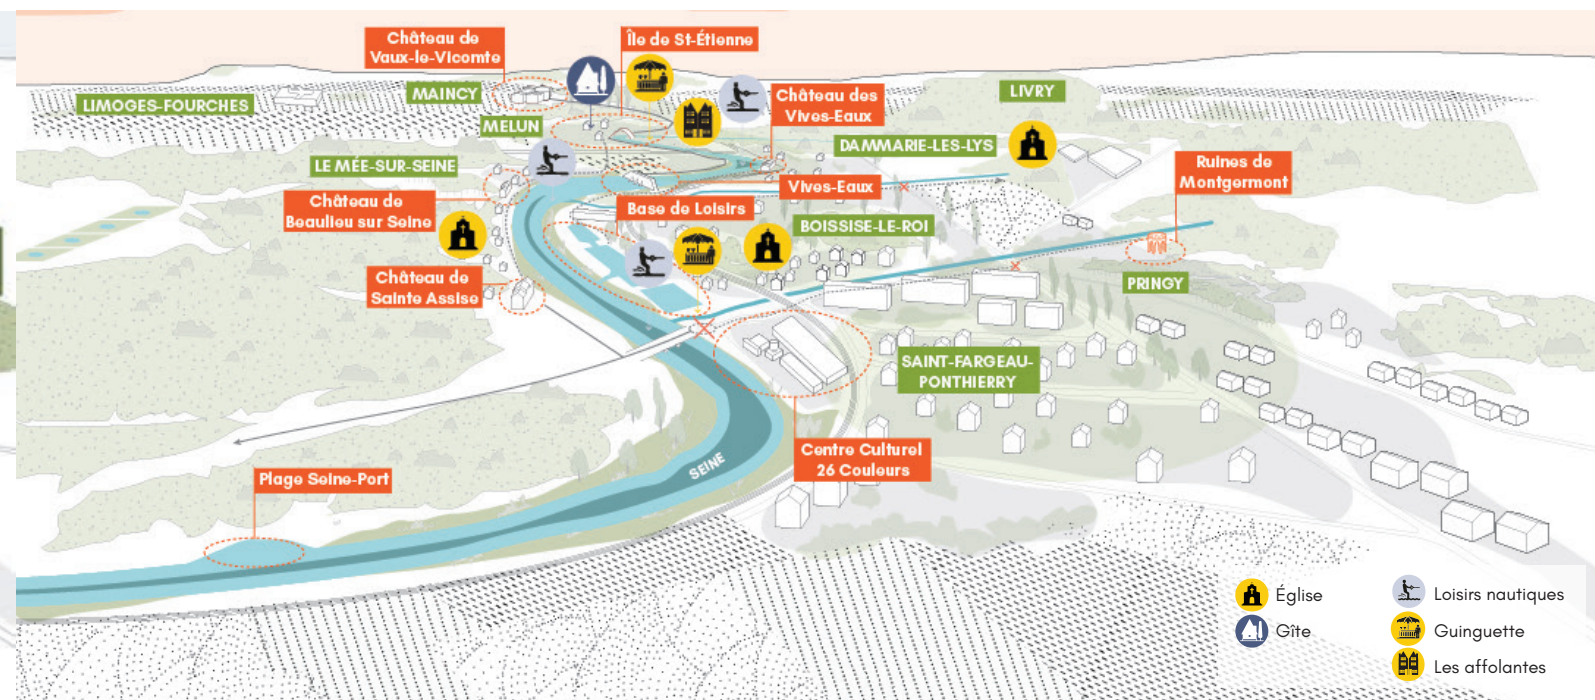 Château de
Vaux-le-Vicomte
Île de St-Étienne
LIMOGES-FOURCHES
MAINCY
MELUN
Château des
Vives-Eaux
LIVRY
LE MÉE-SUR-SEINE
DAMMARIE-LES-LYS
Ruines de
Montgermont
Château de
Beaulieu sur Seine
Vives-Eaux
Base de Loisirs
BOISSISE-LE-ROI
Château de
Sainte Assise
PRINGY
SAINT-FARGEAU-
PONTHIERRY
Centre Culturel
26 Couleurs
SEINE
Plage Seine-Port
Église
Gîte
Loisirs nautiques
Guinguette
Les affolantes